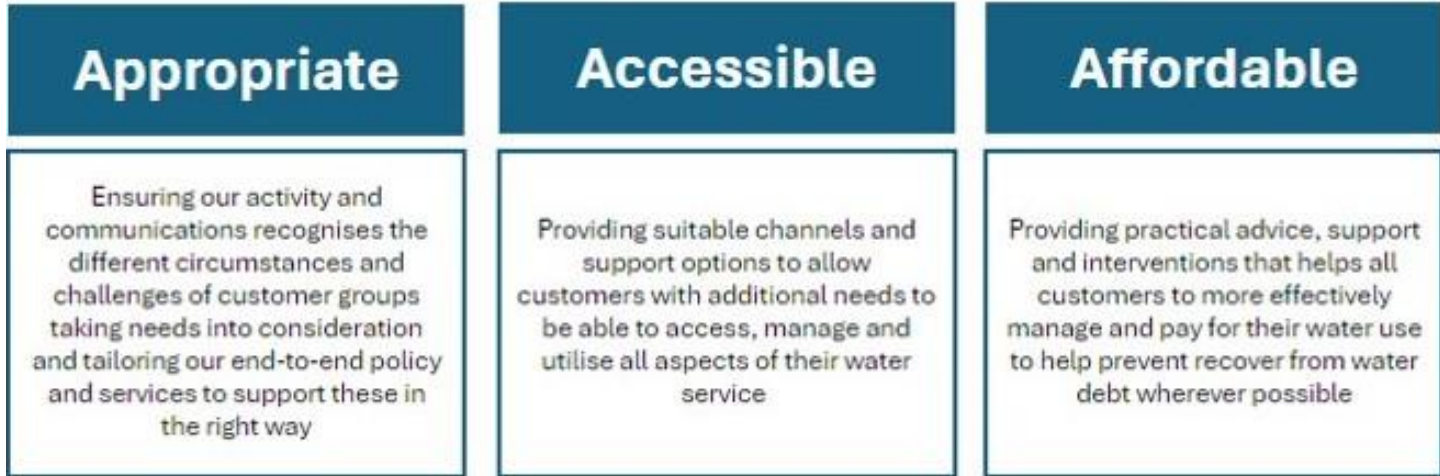 Appropriate
Ensuring our activity and
communications recognises the
different circumstances and
challenges of customer groups
taking needs into consideration
and tailoring our end-to-end policy
and services to support these in
the right way
Accessible
Providing suitable channels and
support options to allow
customers with additional needs to
be able to access, manage and
utilise all aspects of their water
service
Affordable
Providing practical advice, support
and interventions that helps all
customers to more effectively
manage and pay for their water use
to help prevent recover from water
debt wherever possible